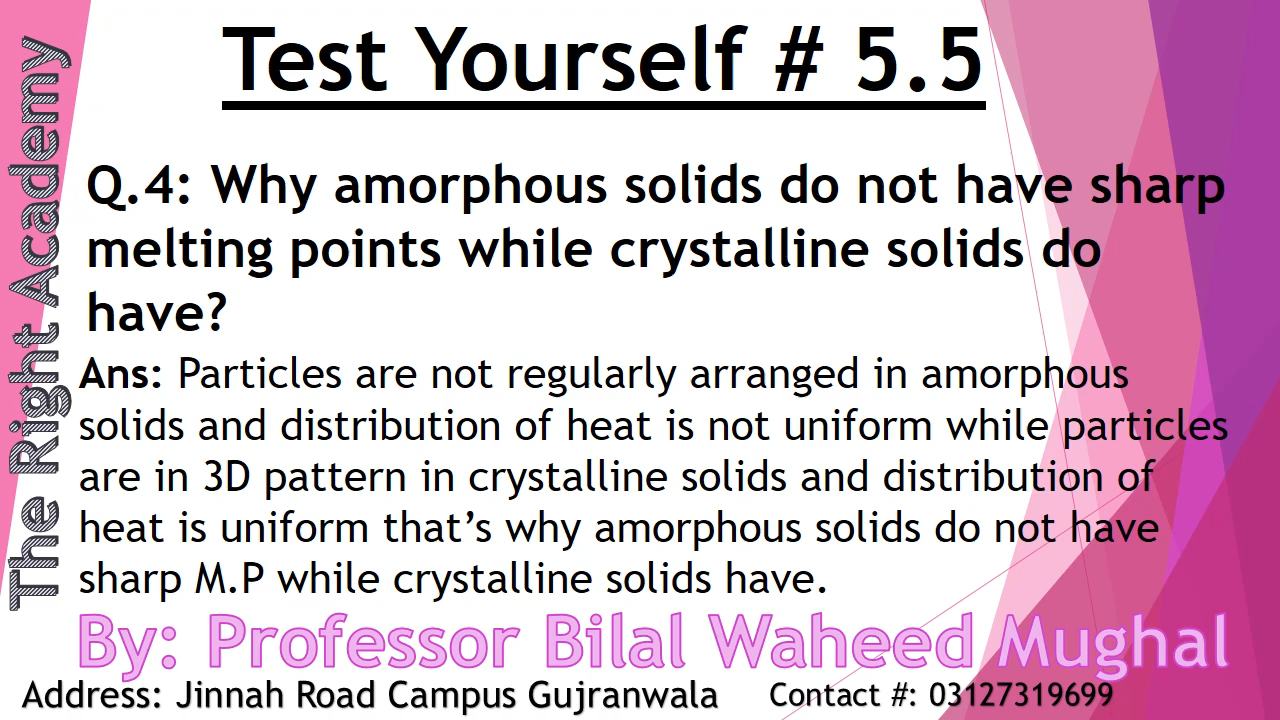 Test Yourself # 5.5
The Right Academy
Q.4: Why amorphous solids do not have sharp
melting points while crystalline solids do
have?
Ans: Particles are not regularly arranged in amorphous
solids and distribution of heat is not uniform while particles
are in 3D pattern in crystalline solids and distribution of
heat is uniform that’s why amorphous solids do not have
sharp M.P while crystalline solids have.
By: Professor Bilal Waheed Mughal
Address: Jinnah Road Campus Gujranwala Contact #: 03127319699